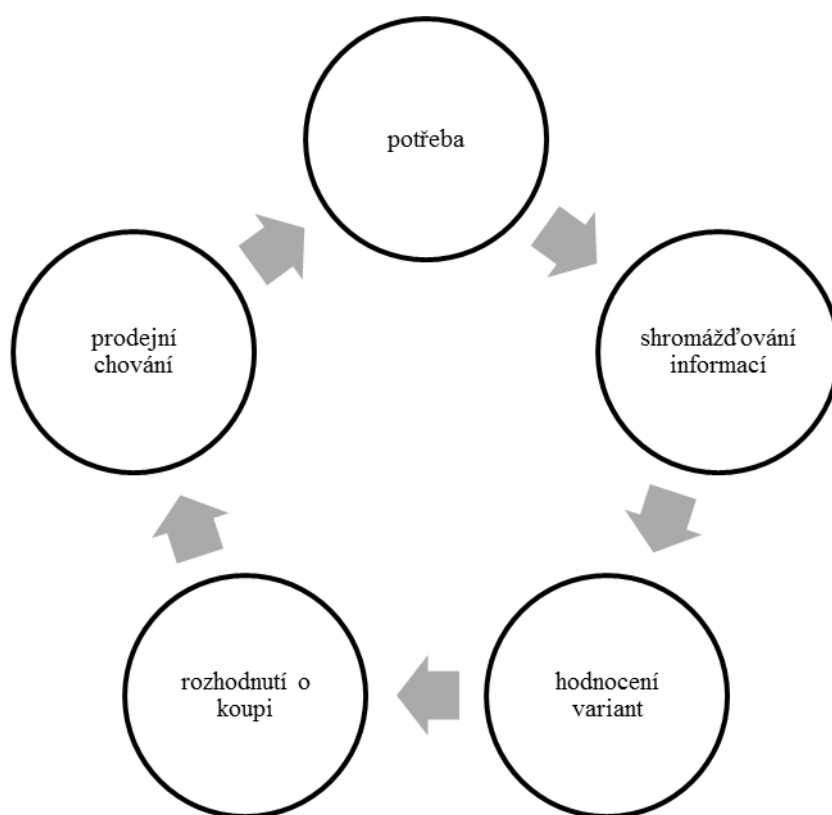 potřeba
shromážďování
informací
hodnocení
variant
rozhodnutí o
koupi
prodejní
chování